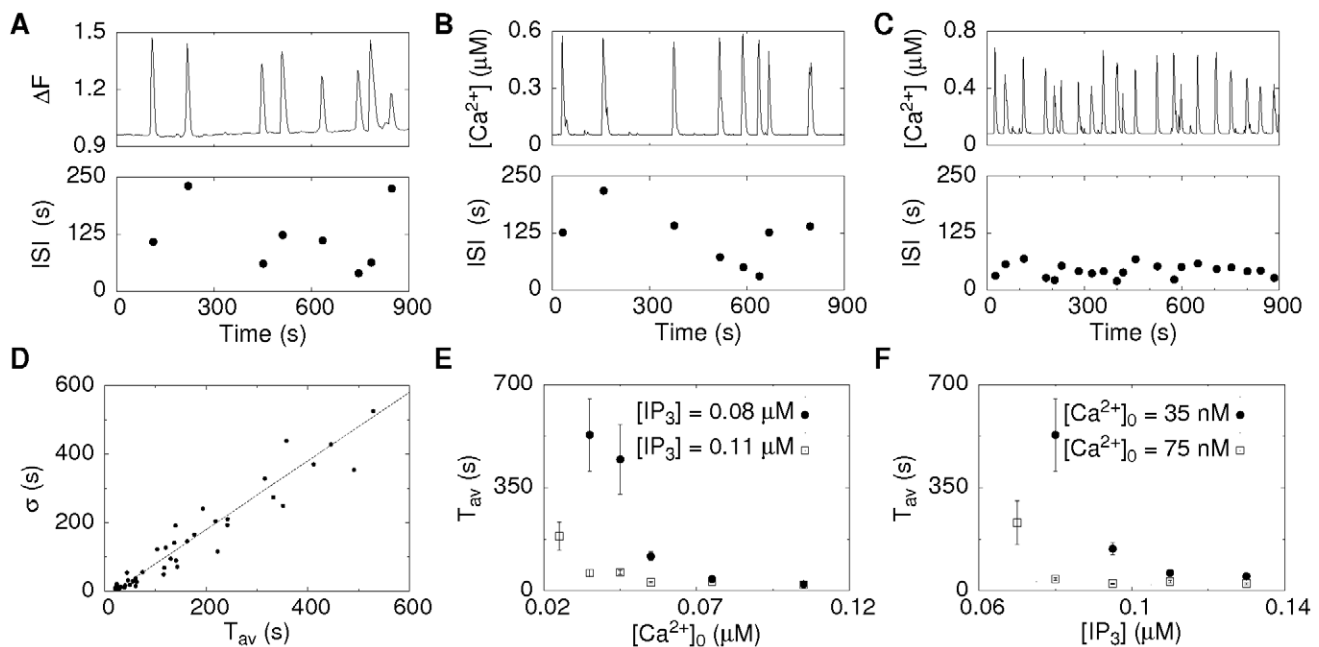 A
1.5
1.2
0.9
ΔF
250
125
0
ISI (s)
0 300 600 900
Time (s)
B
0.6
0.4
0.2
0
[Ca²⁺] (μM)
250
125
0
ISI (s)
0 300 600 900
Time (s)
C
0.8
0.4
0
[Ca²⁺] (μM)
250
125
0
ISI (s)
0 300 600 900
Time (s)
D
600
400
200
0
σ (s)
0 200 400 600
Tav (s)
E
700
350
0
Tav (s)
[IP₃] = 0.08 μM
[IP₃] = 0.11 μM
0.02 0.07 0.12
[Ca²⁺]₀ (μM)
F
700
350
0
Tav (s)
[Ca²⁺]₀ = 35 nM
[Ca²⁺]₀ = 75 nM
0.06 0.1 0.14
[IP₃] (μM)